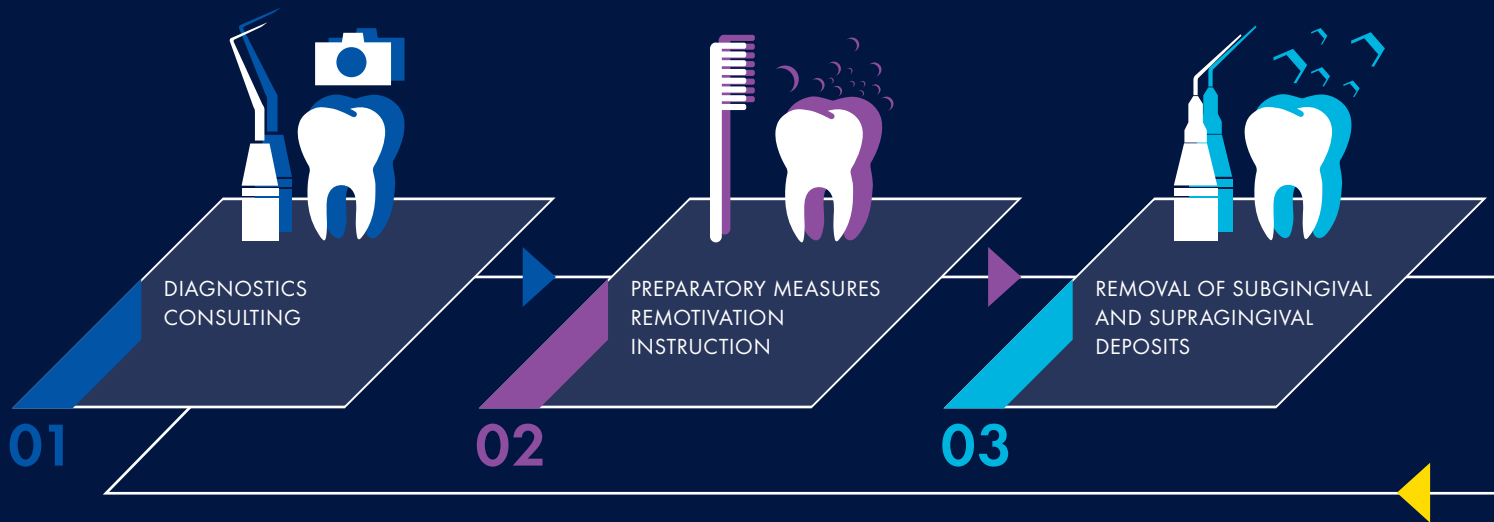 DIAGNOSTICS
CONSULTING
01
PREPARATORY MEASURES
REMOTIVATION
INSTRUCTION
02
REMOVAL OF SUBGINGIVAL
AND SUPRAGINGIVAL
DEPOSITS
03